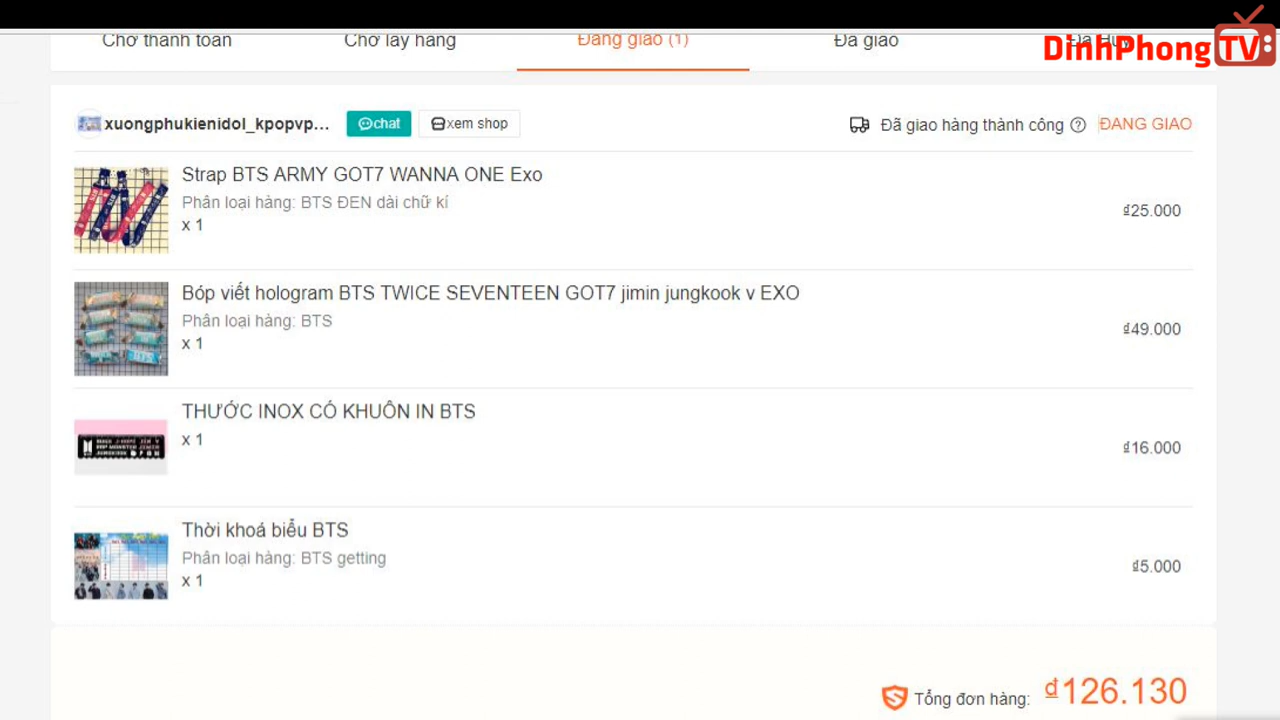 DinhPhong TV
Chờ thanh toán
Chờ lấy hàng
Đang giao (1)
Đã giao
Đã Hủy
xuongphukienidol_kpopvp...
chat
xem shop
Đã giao hàng thành công
?
ĐANG GIAO
Strap BTS ARMY GOT7 WANNA ONE Exo
Phân loại hàng: BTS ĐEN dài chữ kí
x 1
₫25.000
Bóp viết hologram BTS TWICE SEVENTEEN GOT7 jimin jungkook v EXO
Phân loại hàng: BTS
x 1
₫49.000
THƯỚC INOX CÓ KHUÔN IN BTS
x 1
₫16.000
Thời khoá biểu BTS
Phân loại hàng: BTS getting
x 1
₫5.000
Tổng đơn hàng:
₫126.130